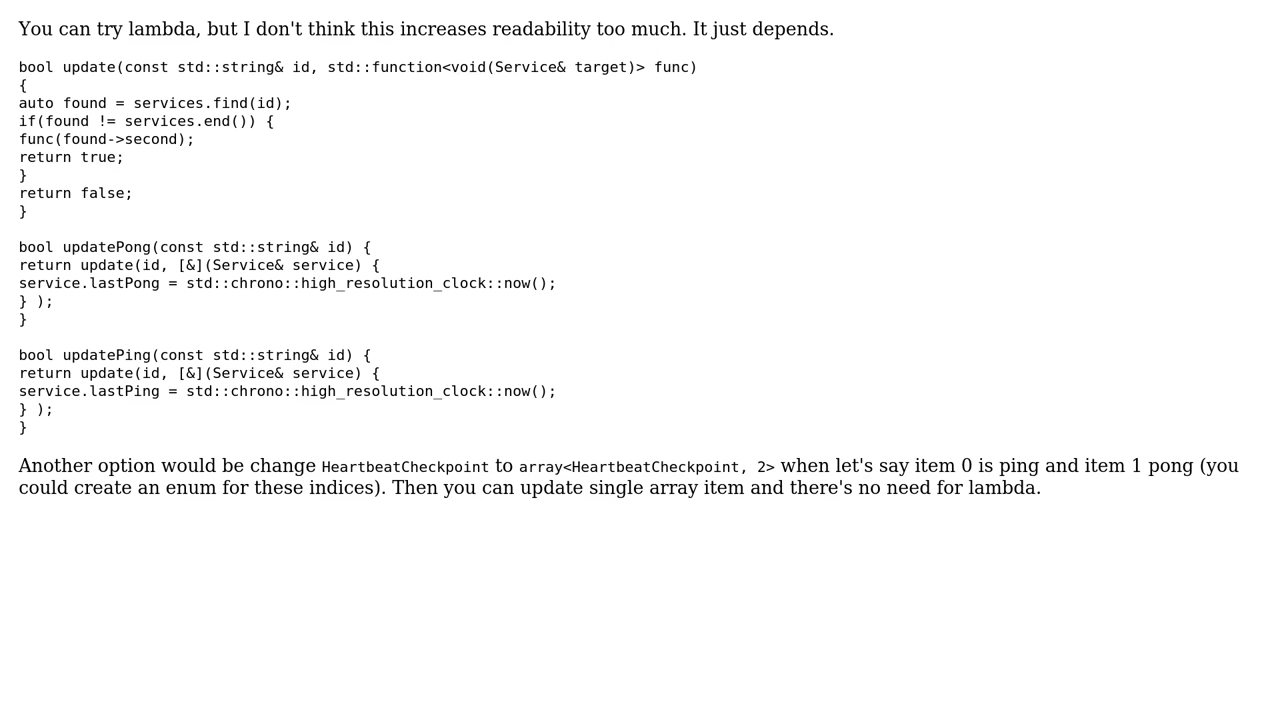 You can try lambda, but I don't think this increases readability too much. It just depends.
bool update(const std::string& id, std::function<void(Service& target)> func)
{
auto found = services.find(id);
if(found != services.end()) {
func(found->second);
return true;
}
return false;
}
bool updatePong(const std::string& id) {
return update(id, [&](Service& service) {
service.lastPong = std::chrono::high_resolution_clock::now();
} );
}
bool updatePing(const std::string& id) {
return update(id, [&](Service& service) {
service.lastPing = std::chrono::high_resolution_clock::now();
} );
}
Another option would be change HeartbeatCheckpoint to array<HeartbeatCheckpoint, 2> when let's say item 0 is ping and item 1 pong (you
could create an enum for these indices). Then you can update single array item and there's no need for lambda.